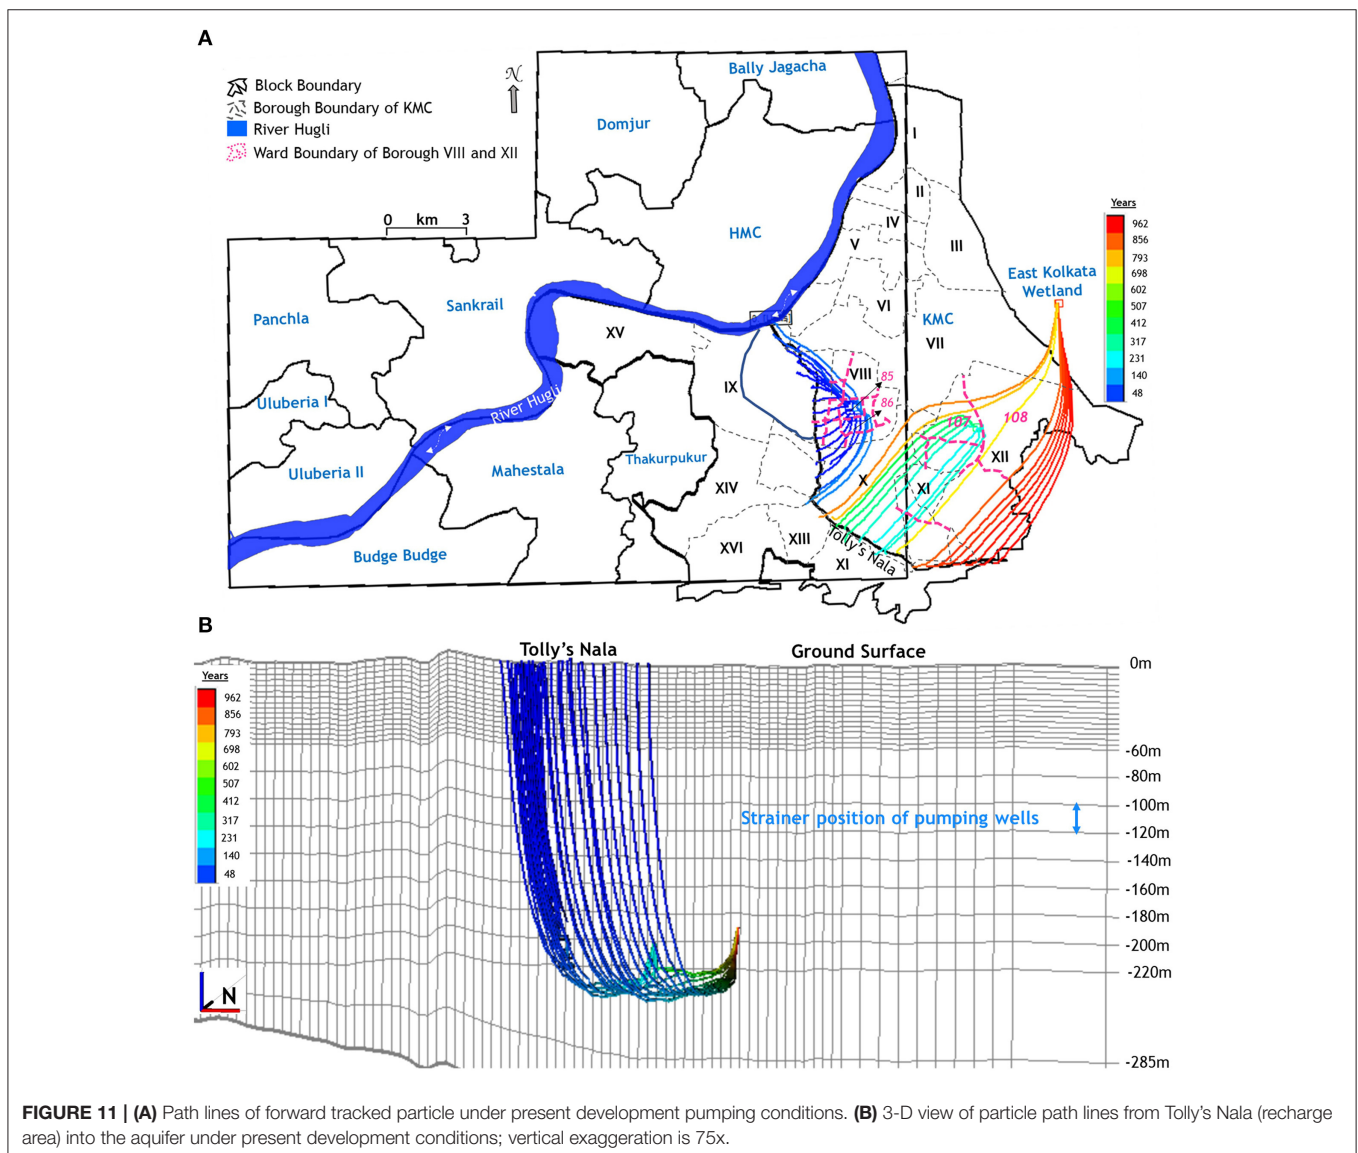 A
Block Boundary
Borough Boundary of KMC
River Hugli
Ward Boundary of Borough VIII and XII
N
0 km 3
Bally Jagacha
Domjur
HMC
Sankrail
Panchla
Uluberia I
Uluberia II
River Hugli
Mahestala
Thakurpukur
Budge Budge
I
II
III
IV
V
VI
KMC
VII
VIII
85
86
IX
XV
107
108
XII
X
XI
XIV
XIII
XVI
XI
Tolly's Nala
East Kolkata
Wetland
Years
962
856
793
698
602
507
412
317
231
140
48
B
Tolly's Nala
Ground Surface
Years
962
856
793
698
602
507
412
317
231
140
48
0m
-60m
-80m
-100m
Strainer position of pumping wells
-120m
-140m
-160m
-180m
-200m
-220m
-285m
N
FIGURE 11 | (A) Path lines of forward tracked particle under present development pumping conditions. (B) 3-D view of particle path lines from Tolly's Nala (recharge
area) into the aquifer under present development conditions; vertical exaggeration is 75x.